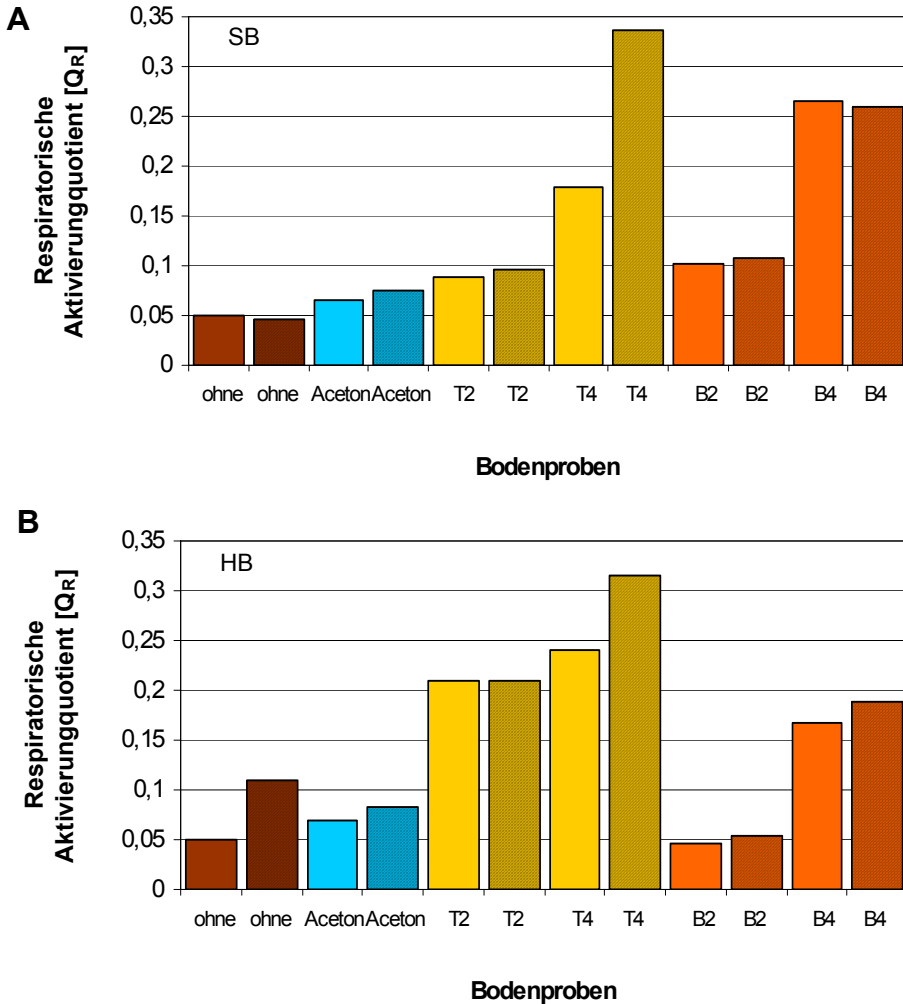 A
SB
Respiratorische
Aktivierungquotient [QR]
0,35
0,3
0,25
0,2
0,15
0,1
0,05
0
ohne ohne Aceton Aceton T2 T2 T4 T4 B2 B2 B4 B4
Bodenproben
B
HB
Respiratorische
Aktivierungquotient [QR]
0,35
0,3
0,25
0,2
0,15
0,1
0,05
0
ohne ohne Aceton Aceton T2 T2 T4 T4 B2 B2 B4 B4
Bodenproben